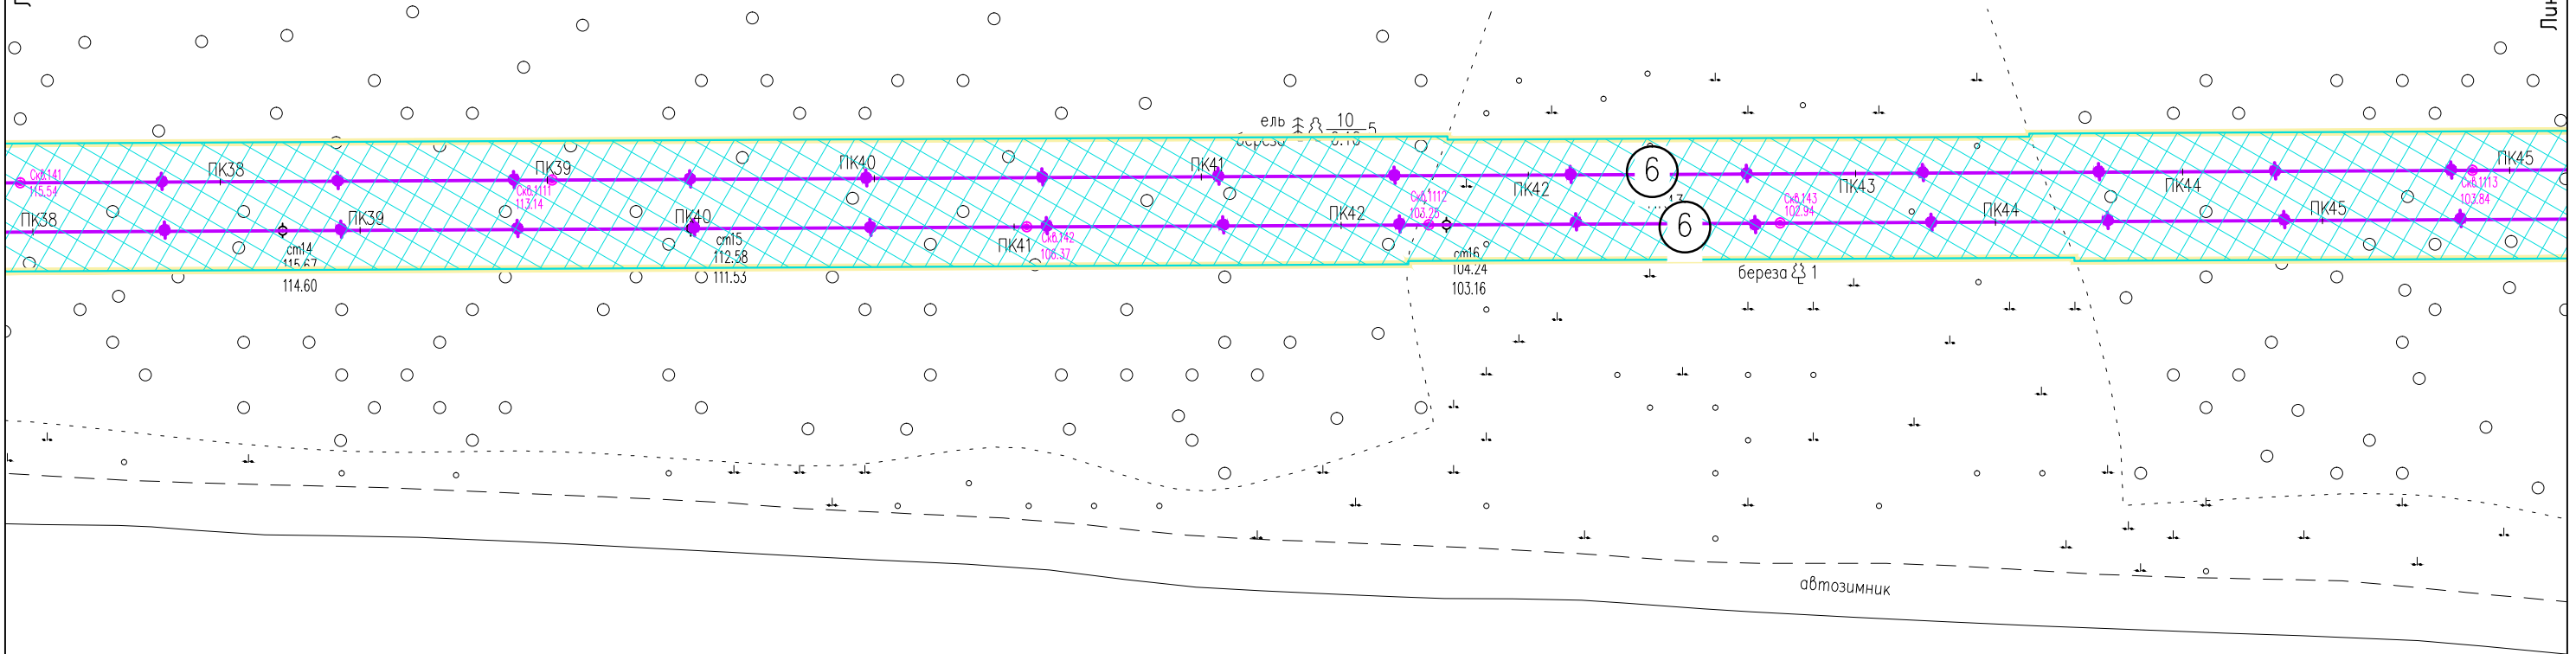 ель 10 5
береза
ПК38 ПК39 ПК40 ПК41 ПК42 ПК43 ПК44 ПК45
6
Скв.141
115.54
Скв.1111
113.14
Скв.1112
103.25
Скв.143
102.94
Скв.1113
103.84
ПК38 ПК39 ПК40 ПК41 ПК42 ПК44 ПК45
6
Скв.142
106.37
ст14
115.67
114.60
ст15
112.58
111.53
ст16
104.24
103.16
береза 1
автозимник